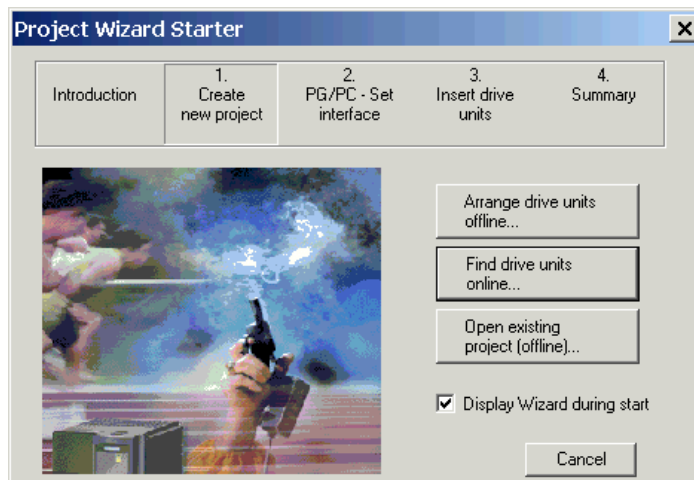 Project Wizard Starter
Introduction
1.
Create
new project
2.
PG/PC - Set
interface
3.
Insert drive
units
4.
Summary
Arrange drive units
offline...
Find drive units
online...
Open existing
project (offline)...
Display Wizard during start
Cancel